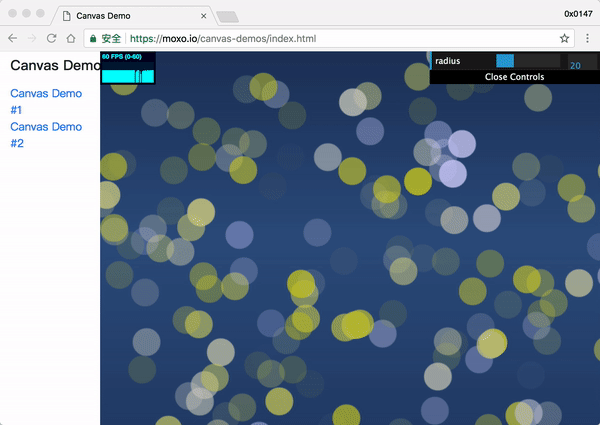 Canvas Demo
0x0147
安全 https://moxo.io/canvas-demos/index.html
Canvas Demo
60 FPS (0-60)
radius
20
Close Controls
Canvas Demo
#1
Canvas Demo
#2